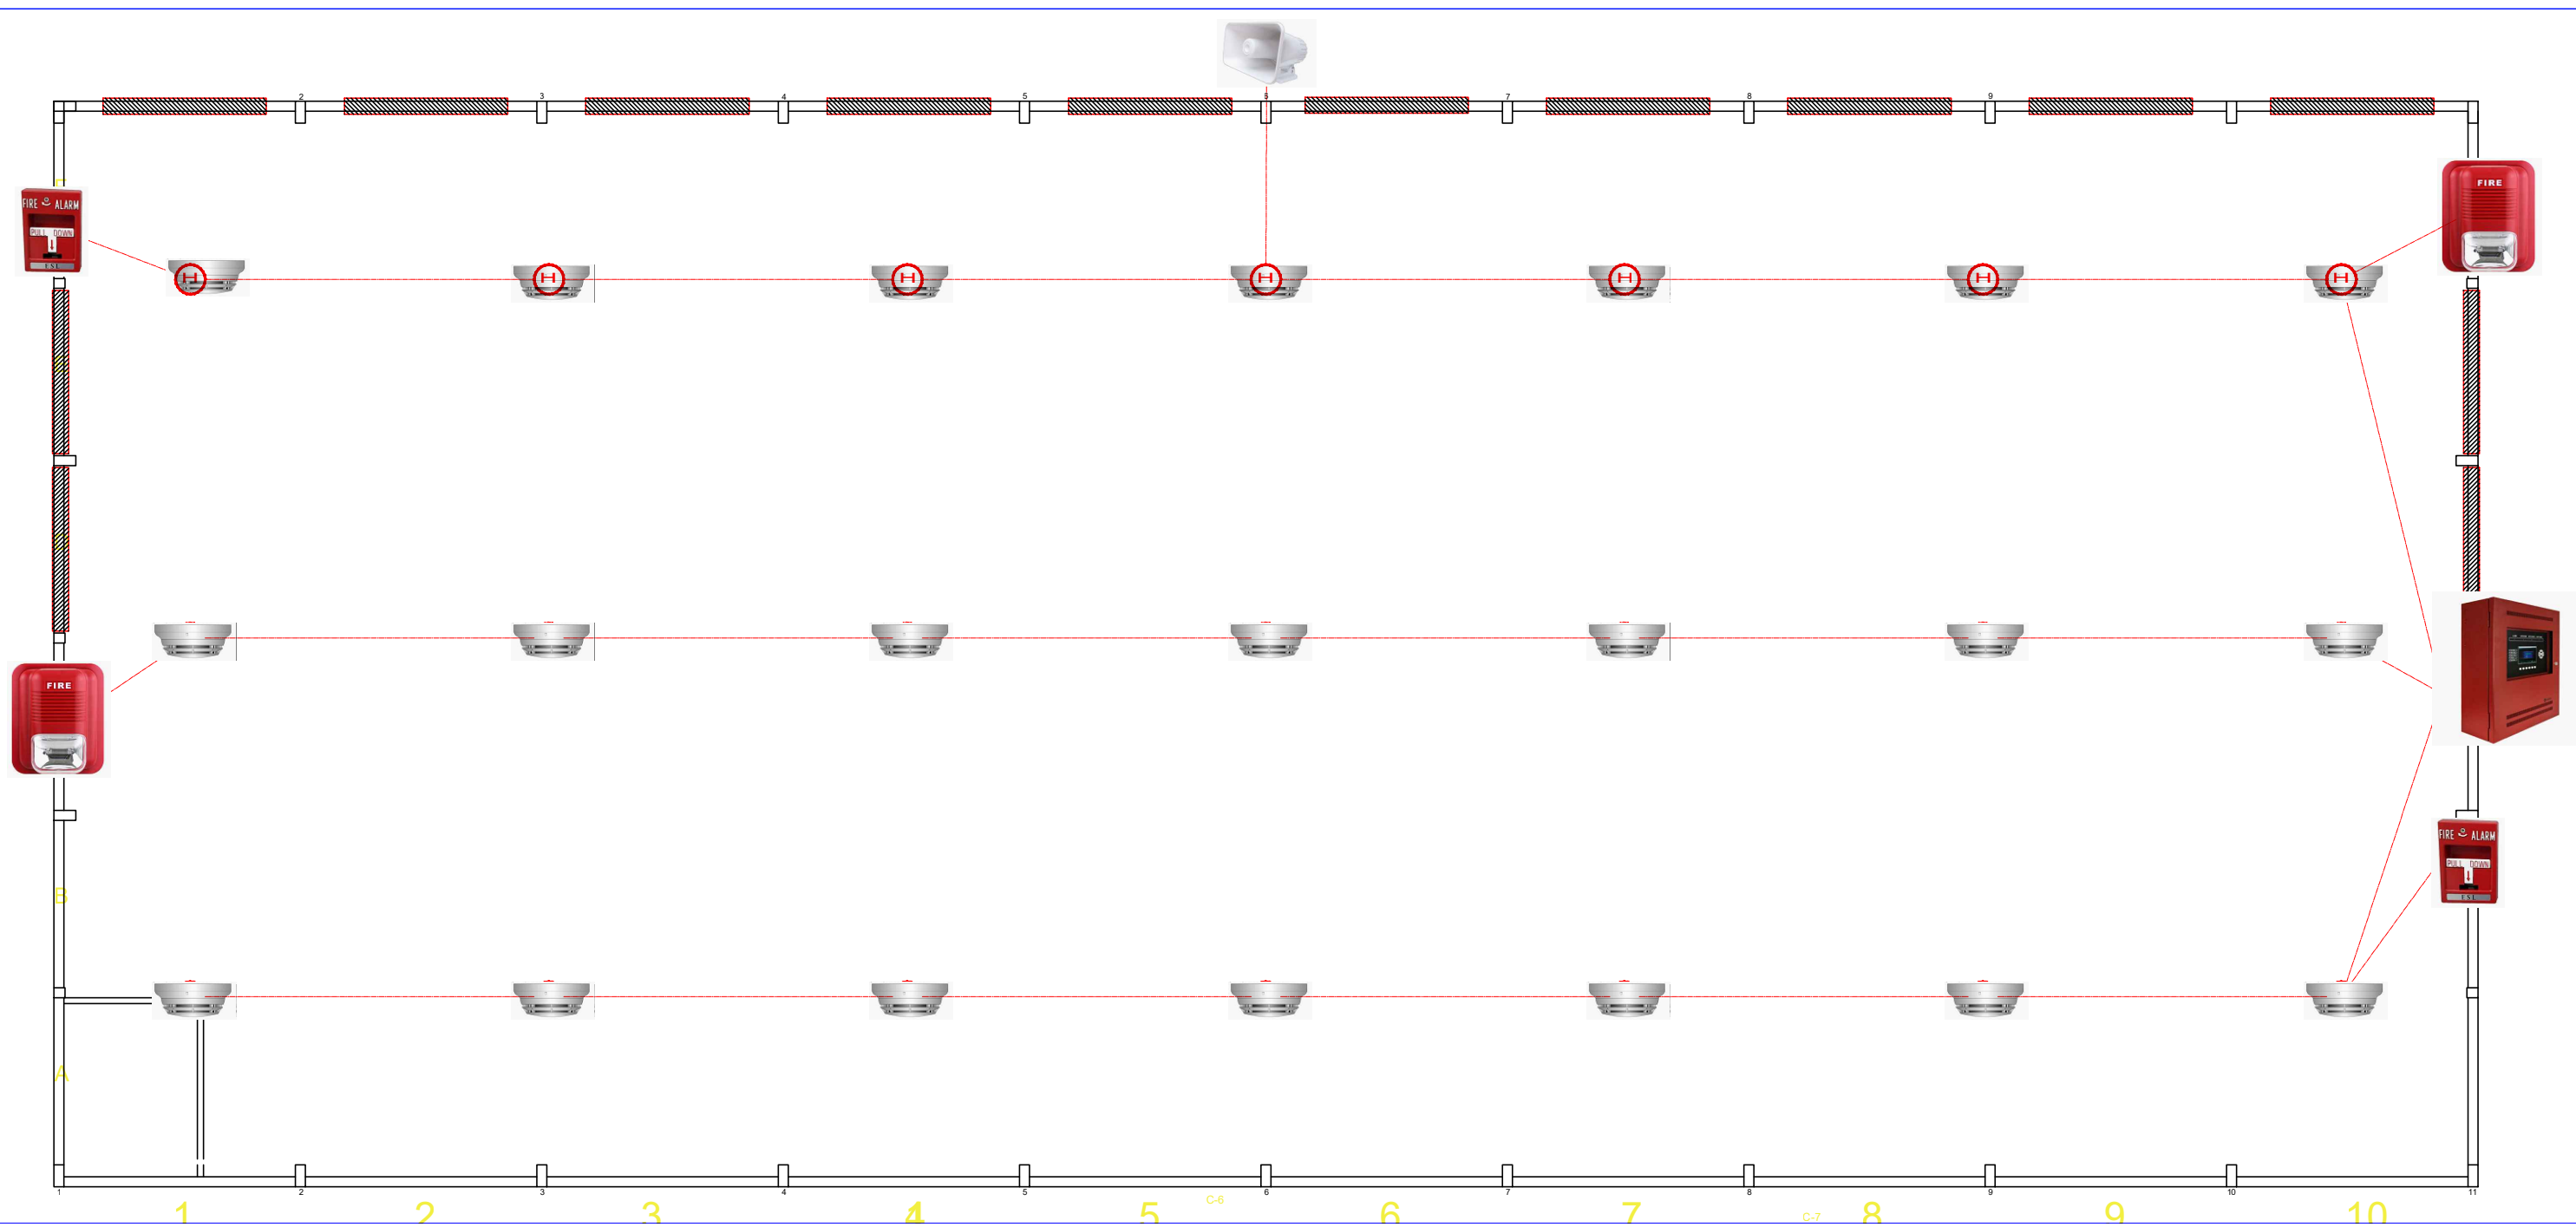 2 3 4 5 5 7 8 9
FIRE ALARM
PULL DOWN
FIRE
H H H H H H H
FIRE
FIRE ALARM
PULL DOWN
B
A
1 2 3 4 5 6 7 8 9 10 11
C-6
C-7
1 2 3 4 5 6 7 8 9 10